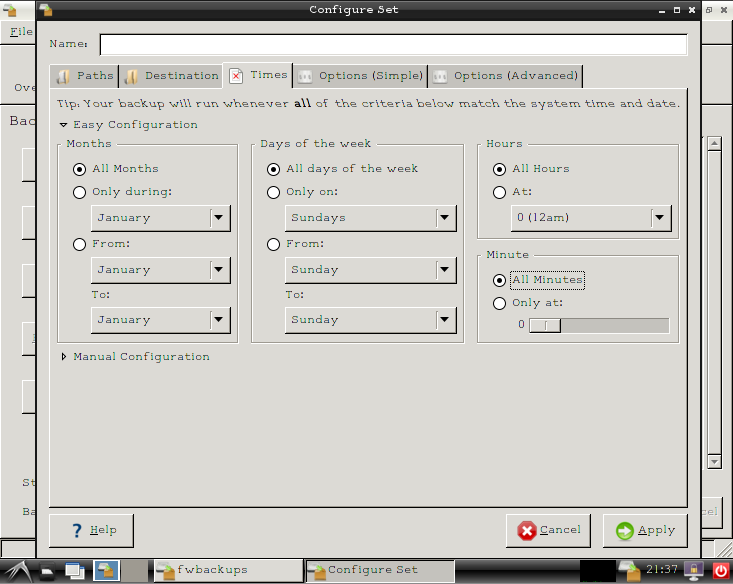 Configure Set
File
Name:
Paths
Destination
Times
Options (Simple)
Options (Advanced)
Ove
Tip: Your backup will run whenever all of the criteria below match the system time and date.
Bac
Easy Configuration
Months
All Months
Only during:
January
From:
January
To:
January
Days of the week
All days of the week
Only on:
Sundays
From:
Sunday
To:
Sunday
Hours
All Hours
At:
0 (12am)
Minute
All Minutes
Only at:
0
Manual Configuration
St
Ba
cel
Help
Cancel
Apply
fwbackups
Configure Set
21:37